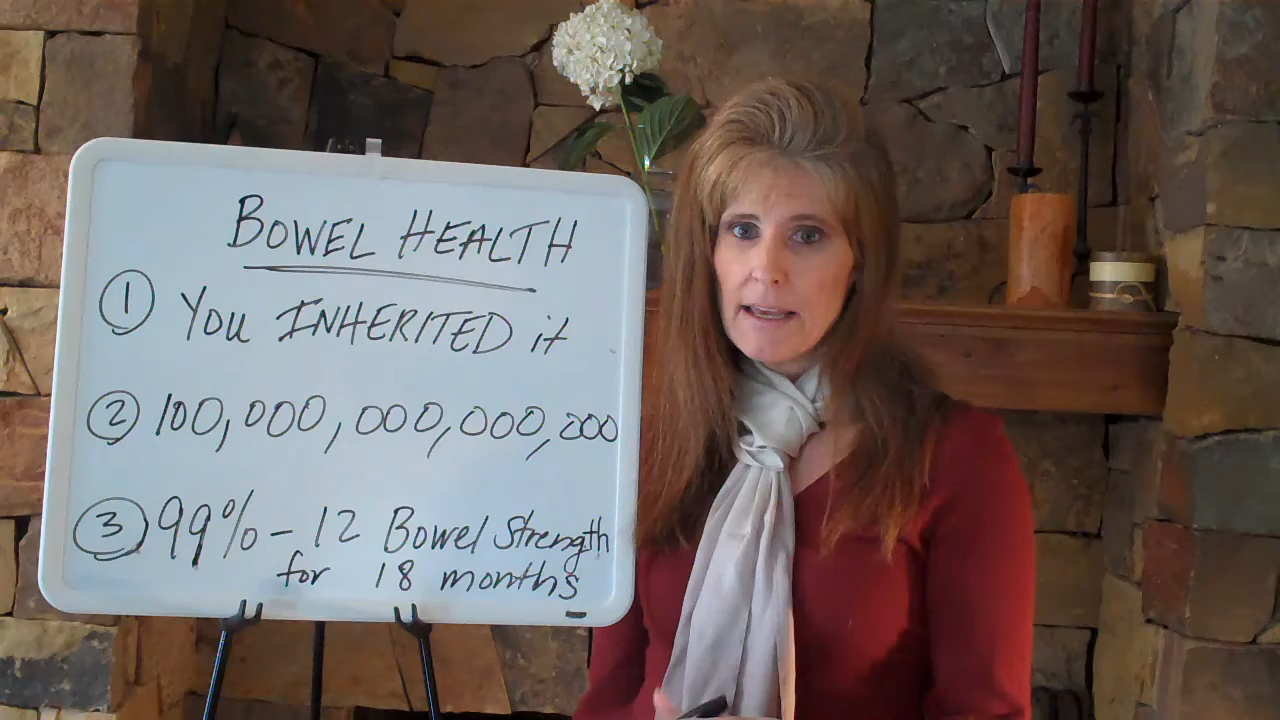 BOWEL HEALTH
1 You INHERITED it
2 100,000,000,000,000
3 99% - 12 Bowel Strength
for 18 months